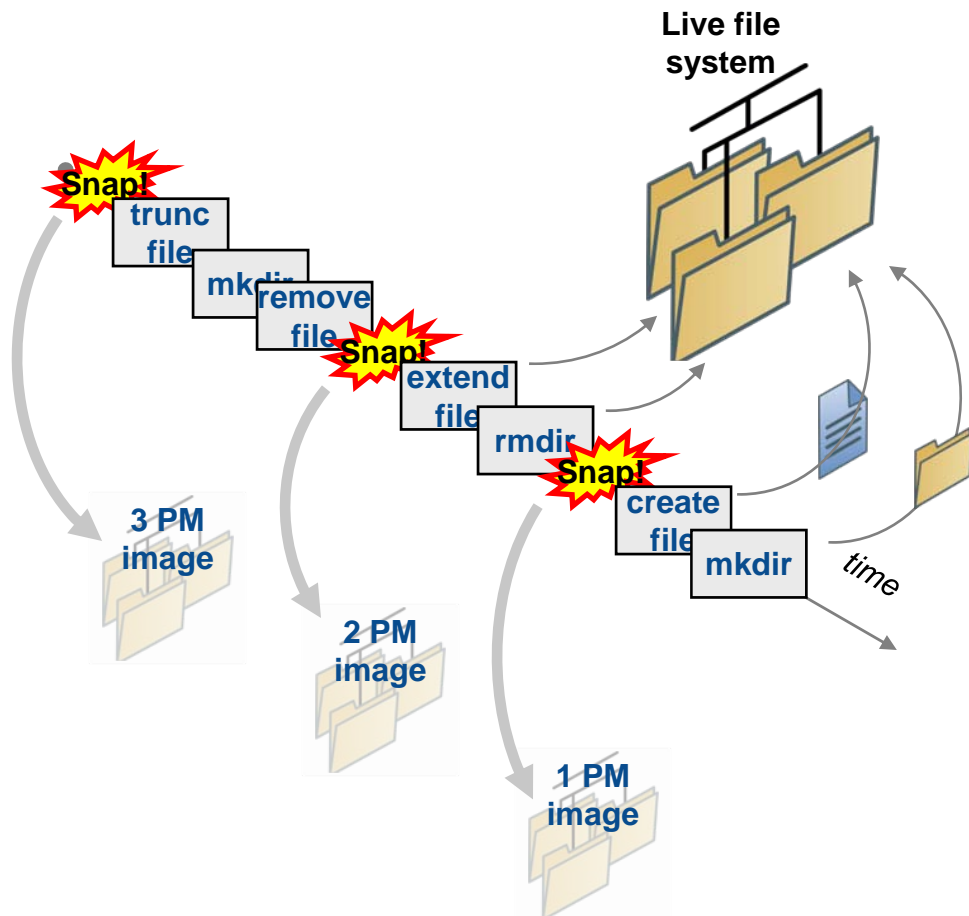 Live file
system
Snap!
trunc
file
mkdir
remove
file
Snap!
extend
file
rmdir
Snap!
create
file
mkdir
time
3 PM
image
2 PM
image
1 PM
image